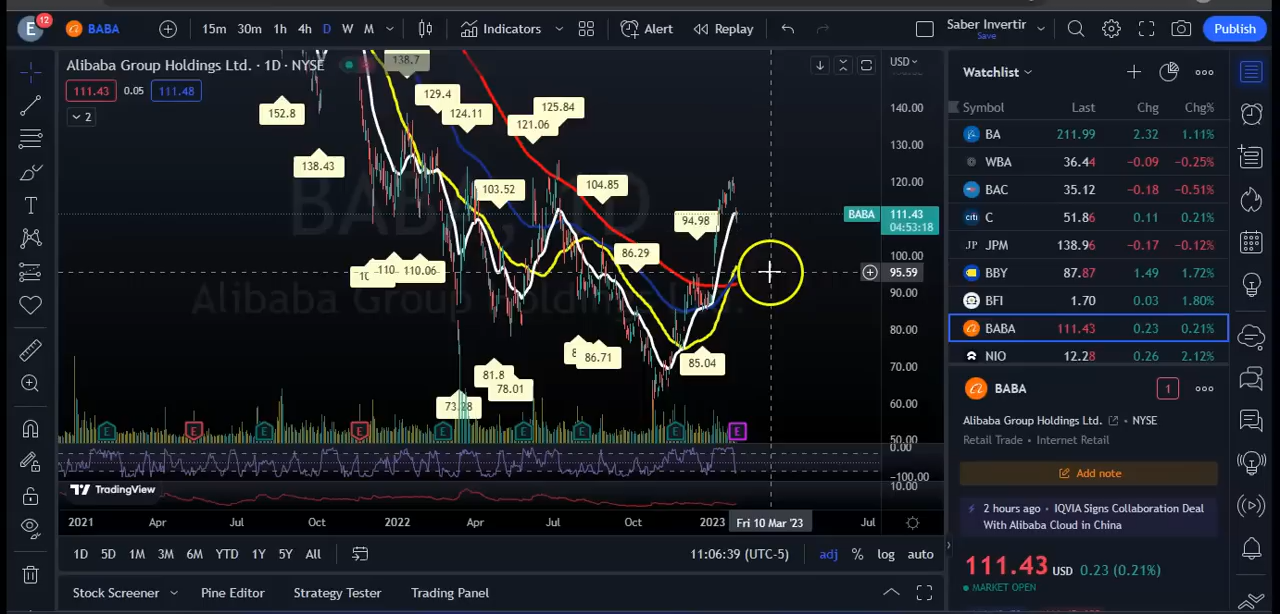 E 12 BABA 15m 30m 1h 4h D W M Indicators Alert Replay Saber Invertir Save Publish
Alibaba Group Holdings Ltd. · 1D · NYSE
111.43 0.05 111.48
2
USD
140.00
130.00
120.00
BABA 111.43
04:53:18
100.00
95.59
90.00
80.00
70.00
60.00
50.00
0.00
-100.00
10.00
138.7
129.4
124.11
152.8
125.84
121.06
138.43
103.52
104.85
94.98
86.29
110.06
86.71
85.04
81.8
78.01
BABA, 1D
Alibaba Group Holdings Ltd.
E E E E E E E E E
TradingView
2021 Apr Jul Oct 2022 Apr Jul Oct 2023 Fri 10 Mar '23 Jul
1D 5D 1M 3M 6M YTD 1Y 5Y All 11:06:39 (UTC-5) adj % log auto
Stock Screener Pine Editor Strategy Tester Trading Panel
Watchlist
Symbol Last Chg Chg%
BA 211.99 2.32 1.11%
WBA 36.44 −0.09 −0.25%
BAC 35.12 −0.18 −0.51%
C 51.86 0.11 0.21%
JPM 138.96 −0.17 −0.12%
BBY 87.87 1.49 1.72%
BFI 1.70 0.03 1.80%
BABA 111.43 0.23 0.21%
NIO 12.28 0.26 2.12%
BABA 1
Alibaba Group Holdings Ltd. • NYSE
Retail Trade • Internet Retail
Add note
2 hours ago • IQVIA Signs Collaboration Deal
With Alibaba Cloud in China
111.43 USD 0.23 (0.21%)
MARKET OPEN